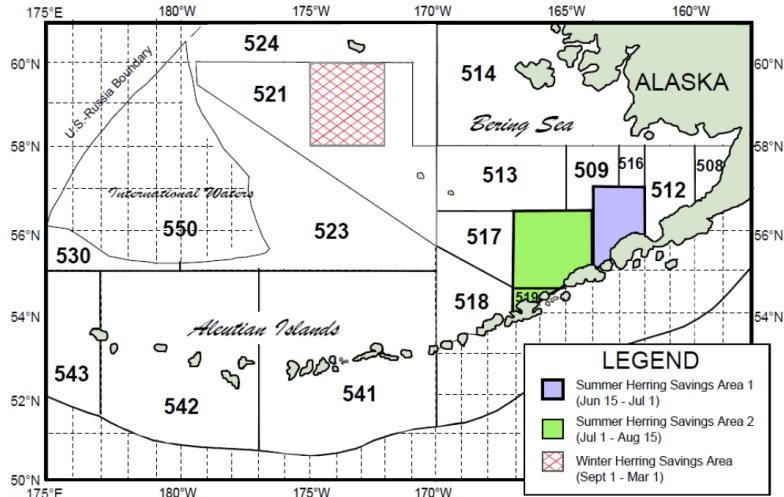 175°E 180°W 175°W 170°W 165°W 160°W
60°N 60°N
58°N 58°N
56°N 56°N
54°N 54°N
52°N
50°N
175°E 180°W 175°W 170°W
524
514
ALASKA
521
U.S.-Russia Boundary
Bering Sea
513
509
516
508
512
International Waters
550
523
517
530
519
518
Aleutian Islands
543
542
541
LEGEND
Summer Herring Savings Area 1
(Jun 15 - Jul 1)
Summer Herring Savings Area 2
(Jul 1 - Aug 15)
Winter Herring Savings Area
(Sept 1 - Mar 1)